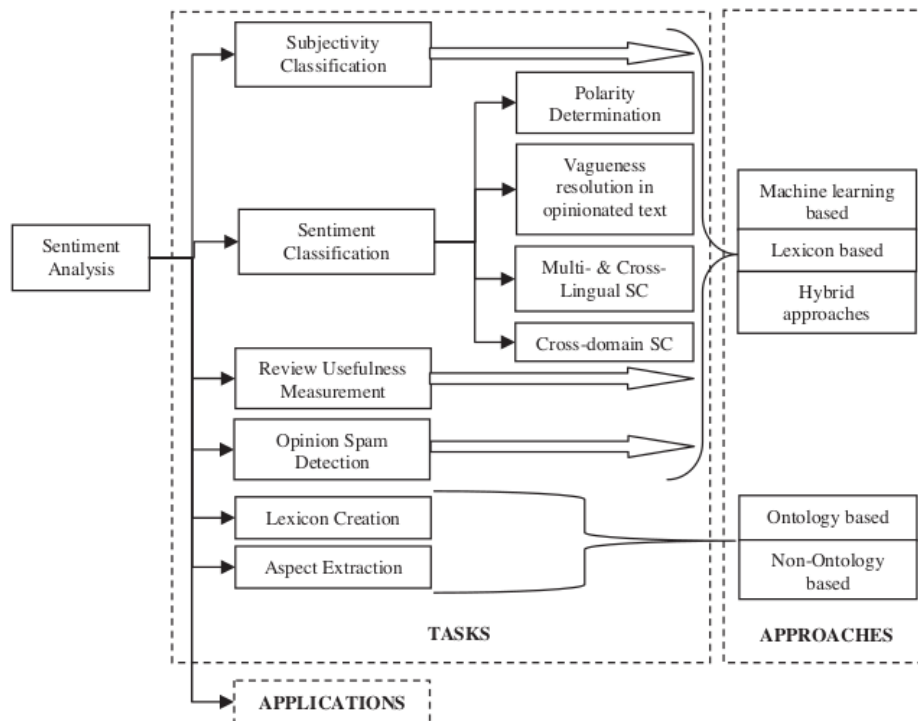 Subjectivity
Classification
Polarity
Determination
Vagueness
resolution in
opinionated text
Machine learning
based
Sentiment
Analysis
Sentiment
Classification
Lexicon based
Multi- & Cross-
Lingual SC
Hybrid
approaches
Cross-domain SC
Review Usefulness
Measurement
Opinion Spam
Detection
Lexicon Creation
Ontology based
Aspect Extraction
Non-Ontology
based
TASKS
APPROACHES
APPLICATIONS